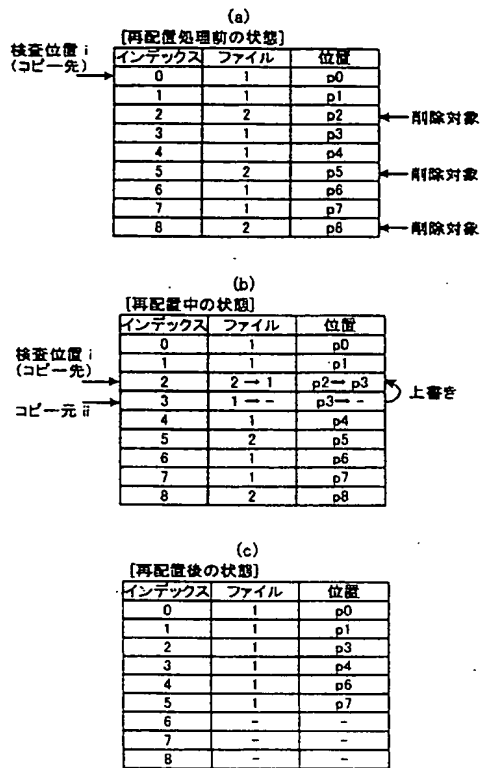 (a)
[再配置処理前の状態]
検査位置 i
(コピー先)
インデックス ファイル 位置
0 1 p0
1 1 p1
2 2 p2 削除対象
3 1 p3
4 1 p4
5 2 p5 削除対象
6 1 p6
7 1 p7
8 2 p8 削除対象
(b)
[再配置中の状態]
検査位置 i
(コピー先)
コピー元 ii
インデックス ファイル 位置
0 1 p0
1 1 p1
2 2→1 p2→p3 上書き
3 1→- p3→-
4 1 p4
5 2 p5
6 1 p6
7 1 p7
8 2 p8
(c)
[再配置後の状態]
インデックス ファイル 位置
0 1 p0
1 1 p1
2 1 p3
3 1 p4
4 1 p6
5 1 p7
6 - -
7 - -
8 - -